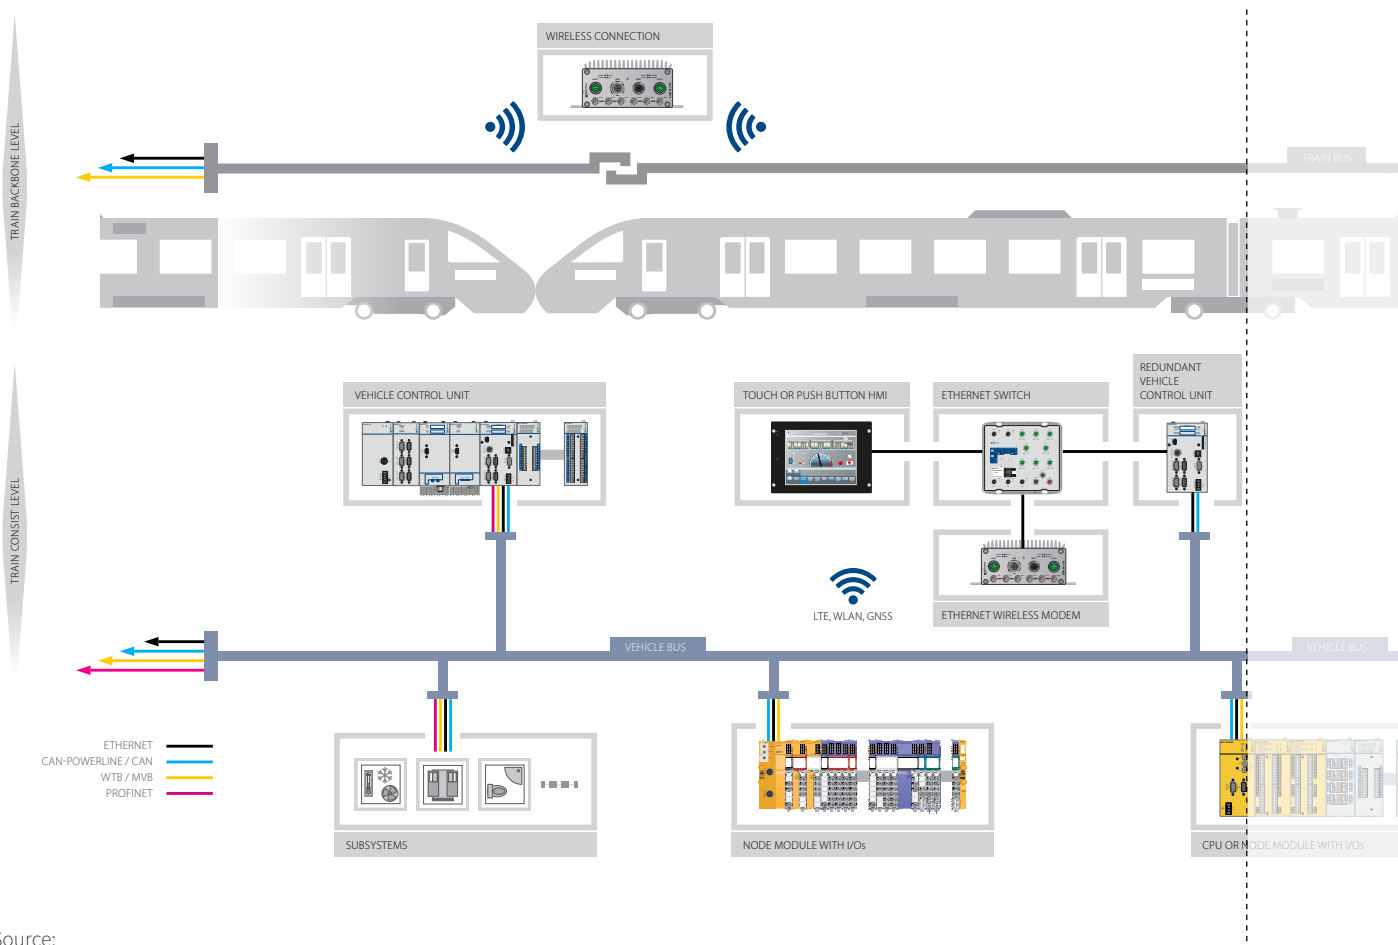 WIRELESS CONNECTION
TRAIN BACKBONE LEVEL
TRAIN BUS
REDUNDANT
VEHICLE
CONTROL UNIT
VEHICLE CONTROL UNIT
TOUCH OR PUSH BUTTON HMI
ETHERNET SWITCH
TRAIN CONSIST LEVEL
LTE, WLAN, GNSS
ETHERNET WIRELESS MODEM
VEHICLE BUS
VEHICLE BUS
ETHERNET
CAN-POWERLINE / CAN
WTB / MVB
PROFINET
SUBSYSTEMS
NODE MODULE WITH I/Os
CPU OR NODE MODULE WITH I/Os
Source: